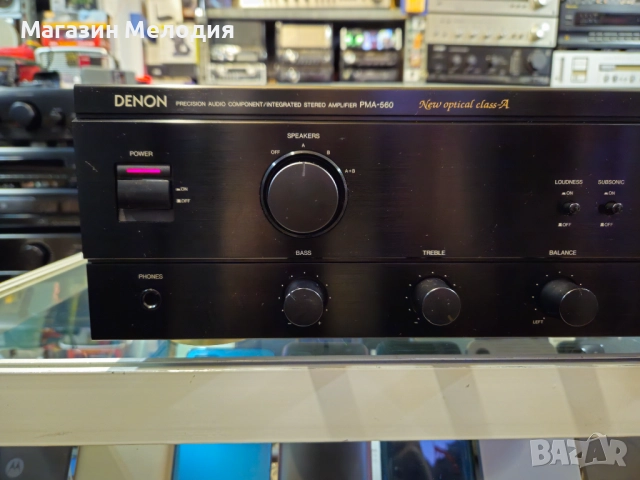 Магазин Мелодия
DENON PRECISION AUDIO COMPONENT/INTEGRATED STEREO AMPLIFIER PMA-560 New optical class-A
SPEAKERS
OFF A B A+B
POWER
ON
OFF
LOUDNESS SUBSONIC
ON ON
OFF OFF
BASS TREBLE BALANCE
PHONES
LEFT
BAZAR